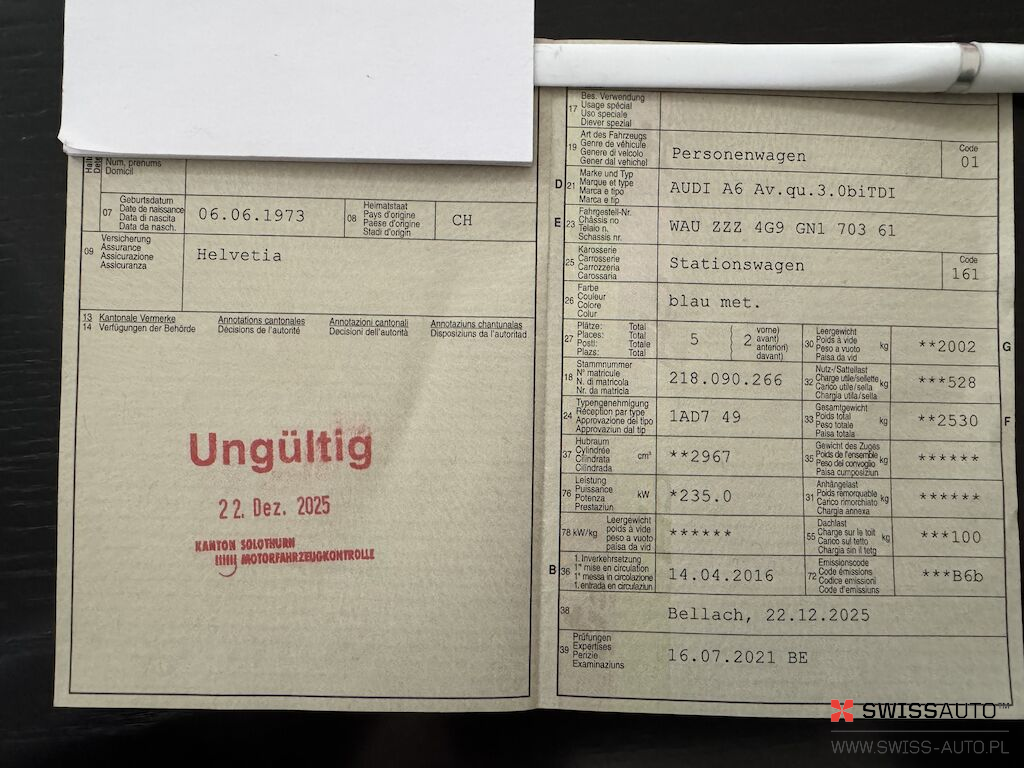 Num, prenums
Domicil
07
Geburtsdatum
Date de naissance
Data di nascita
Data da nasch.
06.06.1973
08
Heimatstaat
Pays d'origine
Paese d'origine
Stadi d'origin
CH
09
Versicherung
Assurance
Assicurazione
Assicuranza
Helvetia
13 Kantonale Vermerke Annotations cantonales Annotazioni cantonali Annotaziuns chantunalas
14 Verfügungen der Behörde Décisions de l'autorité Decisioni dell'autorità Disposiziuns da l'autoritad
Ungültig
22. Dez. 2025
KANTON SOLOTHURN
MOTORFAHRZEUGKONTROLLE
17
Bes. Verwendung
Usage spécial
Uso speciale
Diever spezial
19
Art des Fahrzeugs
Genre de véhicule
Genere di veicolo
Gener dal vehichel
Personenwagen
Code
01
D 21
Marke und Typ
Marque et type
Marca e tipo
Marca e tip
AUDI A6 Av.qu.3.0biTDI
E 23
Fahrgestell-Nr.
Châssis no
Telaio n.
Schassis nr.
WAU ZZZ 4G9 GN1 703 61
25
Karosserie
Carrosserie
Carrozzeria
Carossaria
Stationswagen
Code
161
26
Farbe
Couleur
Colore
Colur
blau met.
27
Plätze: Total
Places: Total
Posti: Totale
Plazs: Total
5
2
vorne)
avant)
anteriori)
davant)
30
Leergewicht
Poids à vide
Peso a vuoto
Paisa da vid
kg
**2002
G
18
Stammnummer
N° matricule
N. di matricola
Nr. da matricla
218.090.266
32
Nutz-/Sattellast
Charge utile/sellette
Carico utile/sella
Chargia utila/sella
kg
***528
24
Typengenehmigung
Réception par type
Approvazione del tipo
Approvaziun dal tip
1AD7 49
33
Gesamtgewicht
Poids total
Peso totale
Paisa totala
kg
**2530
F
37
Hubraum
Cylindrée
Cilindrata
Cilindrada
cm³
**2967
35
Gewicht des Zuges
Poids de l'ensemble
Peso del convoglio
Paisa cumposiziun
kg
******
76
Leistung
Puissance
Potenza
Prestaziun
kW
*235.0
31
Anhängelast
Poids remorquable
Carico rimorchiato
Chargia annexa
kg
******
78 kW/kg
Leergewicht
poids à vide
peso a vuoto
paisa da vid
******
55
Dachlast
Charge sur le toit
Carico sul tetto
Chargia sin il tetg
kg
***100
B 36
1. Inverkehrsetzung
1re mise en circulation
1a messa in circolazione
1. entrada en circulaziun
14.04.2016
72
Emissionscode
Code émissions
Codice emissioni
Code d'emissiuns
***B6b
38
Bellach, 22.12.2025
39
Prüfungen
Expertises
Perizie
Examinaziuns
16.07.2021 BE
SWISSAUTO™
WWW.SWISS-AUTO.PL